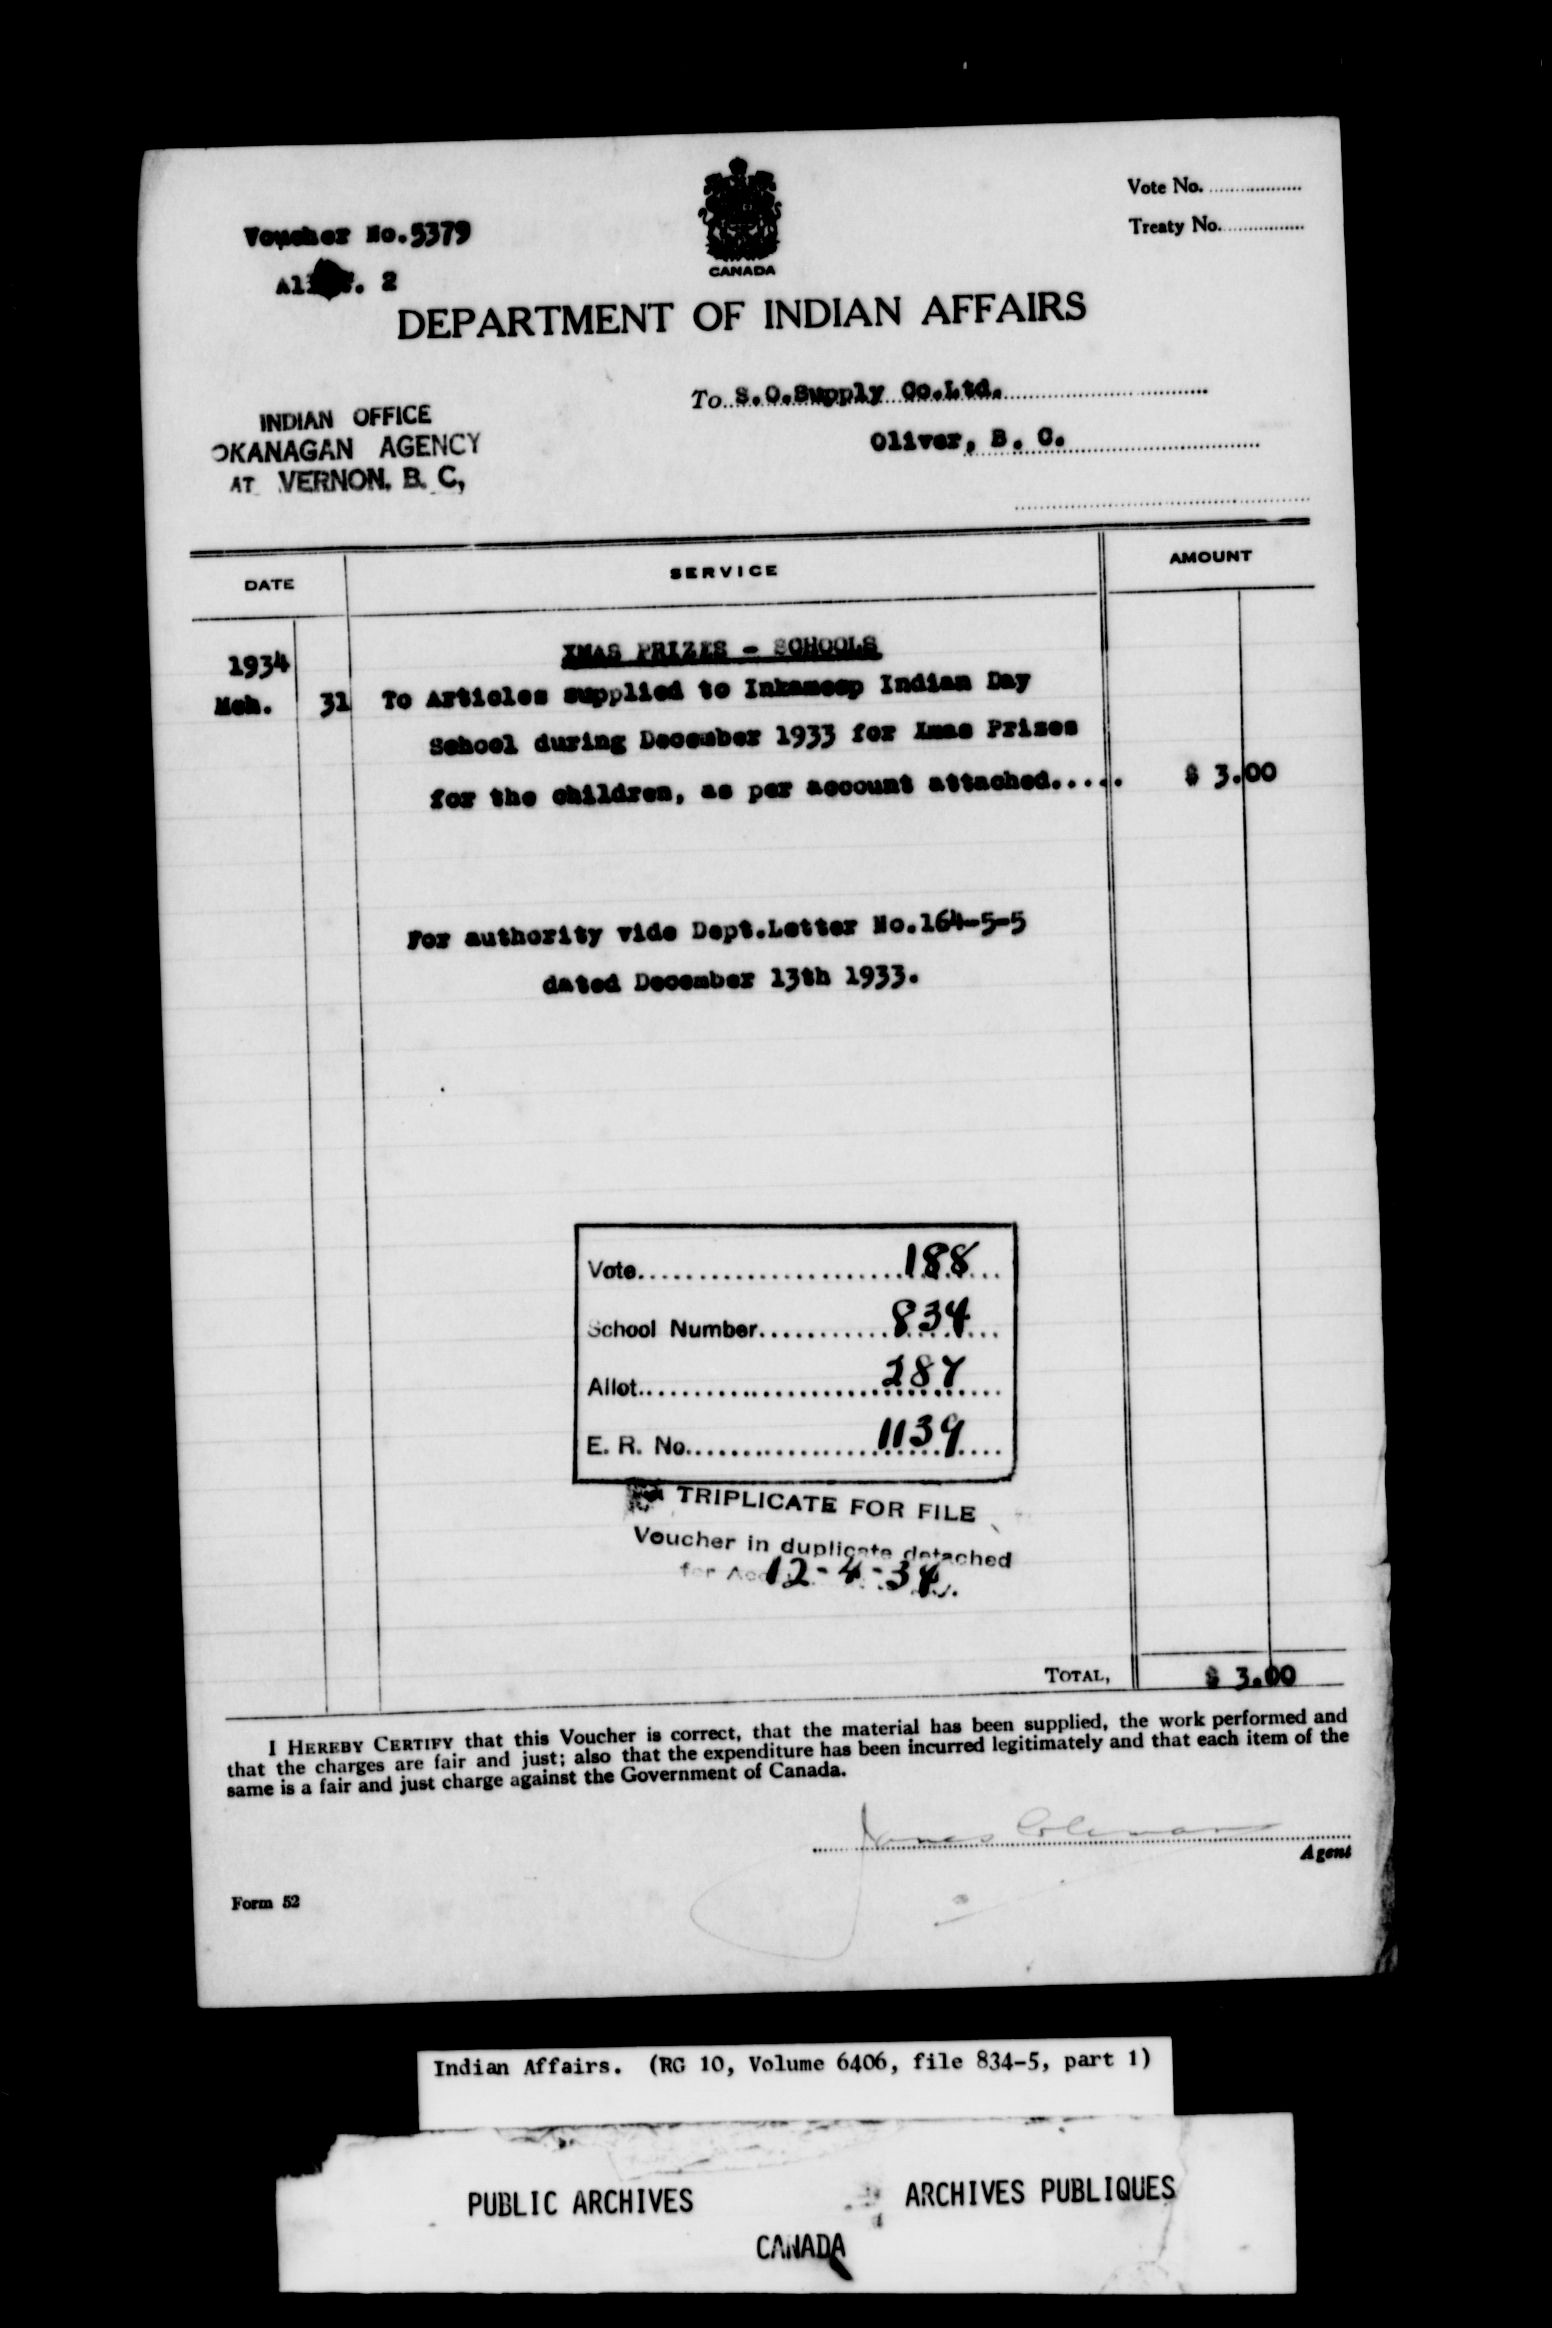 Vote No.
Treaty No.
Voucher No.5379
2
CANADA
DEPARTMENT OF INDIAN AFFAIRS
To S.O.Supply Co.Ltd.
Oliver, B. C.
INDIAN OFFICE
OKANAGAN AGENCY
AT VERNON, B. C,
DATE SERVICE AMOUNT
XMAS PRIZES - SCHOOLS
1934
Mch. 31 To Articles supplied to Inkameep Indian Day
School during December 1933 for Xmas Prizes
for the children, as per account attached..... $ 3.00
For authority vide Dept.Letter No.164-5-5
dated December 13th 1933.
Vote 188
School Number 834
Allot 287
E. R. No. 1139
TRIPLICATE FOR FILE
Voucher in duplicate detached
for 12-4-34
TOTAL, $ 3.00
I HEREBY CERTIFY that this Voucher is correct, that the material has been supplied, the work performed and
that the charges are fair and just; also that the expenditure has been incurred legitimately and that each item of the
same is a fair and just charge against the Government of Canada.
James Coleman
Agent
Form 52
Indian Affairs. (RG 10, Volume 6406, file 834-5, part 1)
PUBLIC ARCHIVES ARCHIVES PUBLIQUES
CANADA